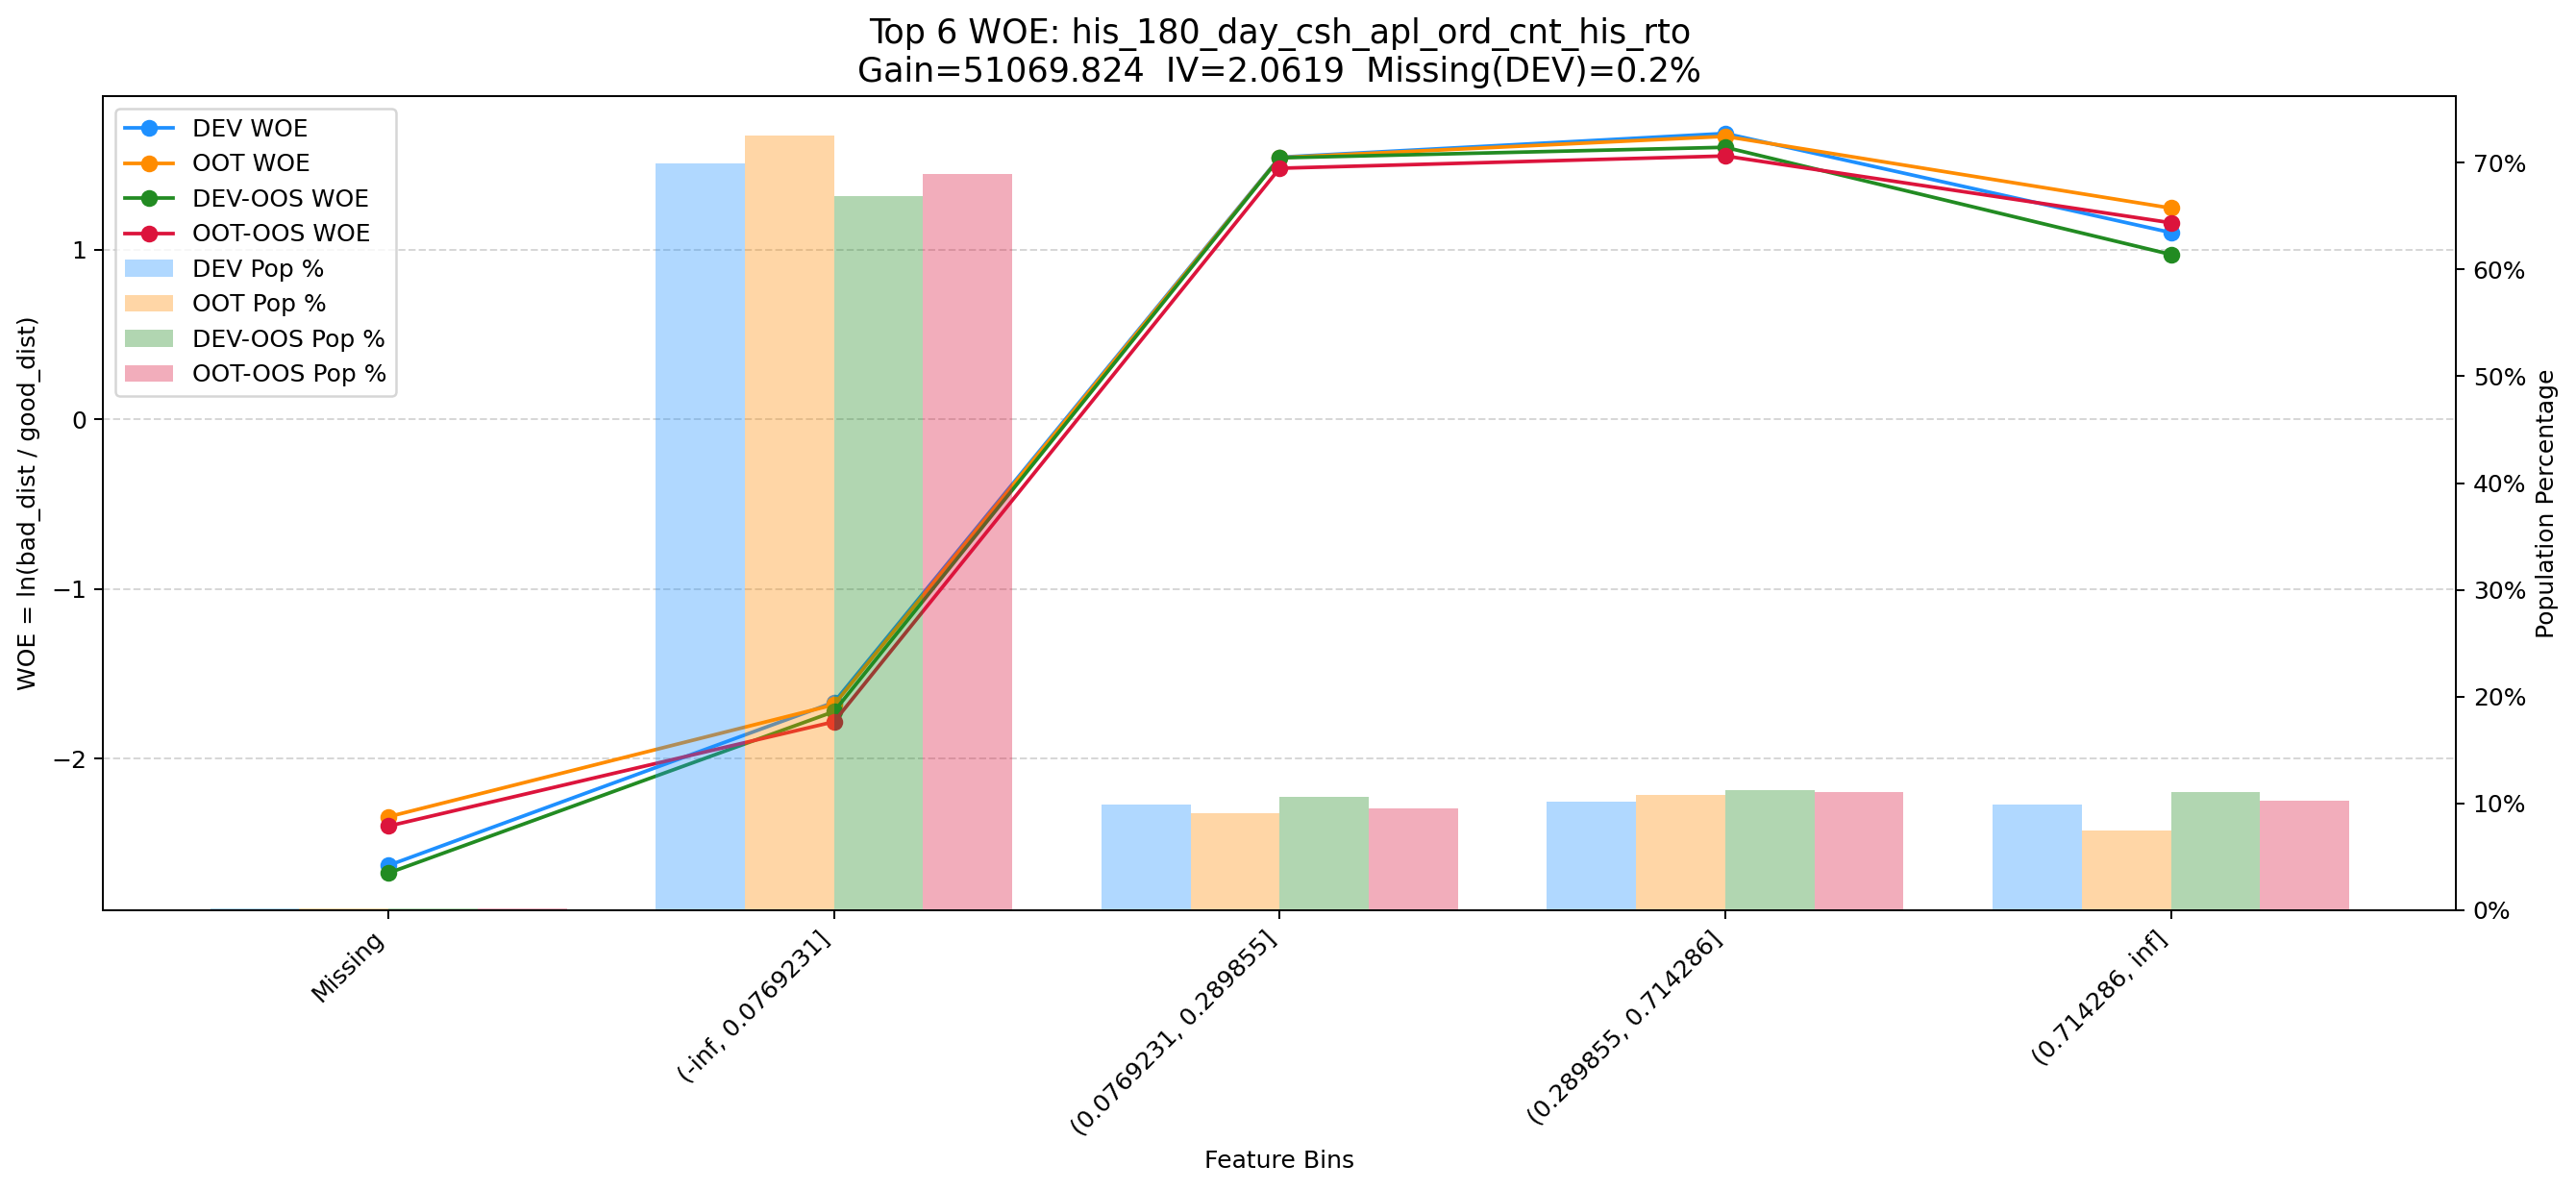 Top 6 WOE: his_180_day_csh_apl_ord_cnt_his_rto
Gain=51069.824  IV=2.0619  Missing(DEV)=0.2%
DEV WOE
OOT WOE
DEV-OOS WOE
OOT-OOS WOE
DEV Pop %
OOT Pop %
DEV-OOS Pop %
OOT-OOS Pop %
WOE = ln(bad_dist / good_dist)
1
0
−1
−2
70%
60%
50%
40%
30%
20%
10%
0%
Population Percentage
Missing
(-inf, 0.0769231]
(0.0769231, 0.289855]
(0.289855, 0.714286]
(0.714286, inf]
Feature Bins